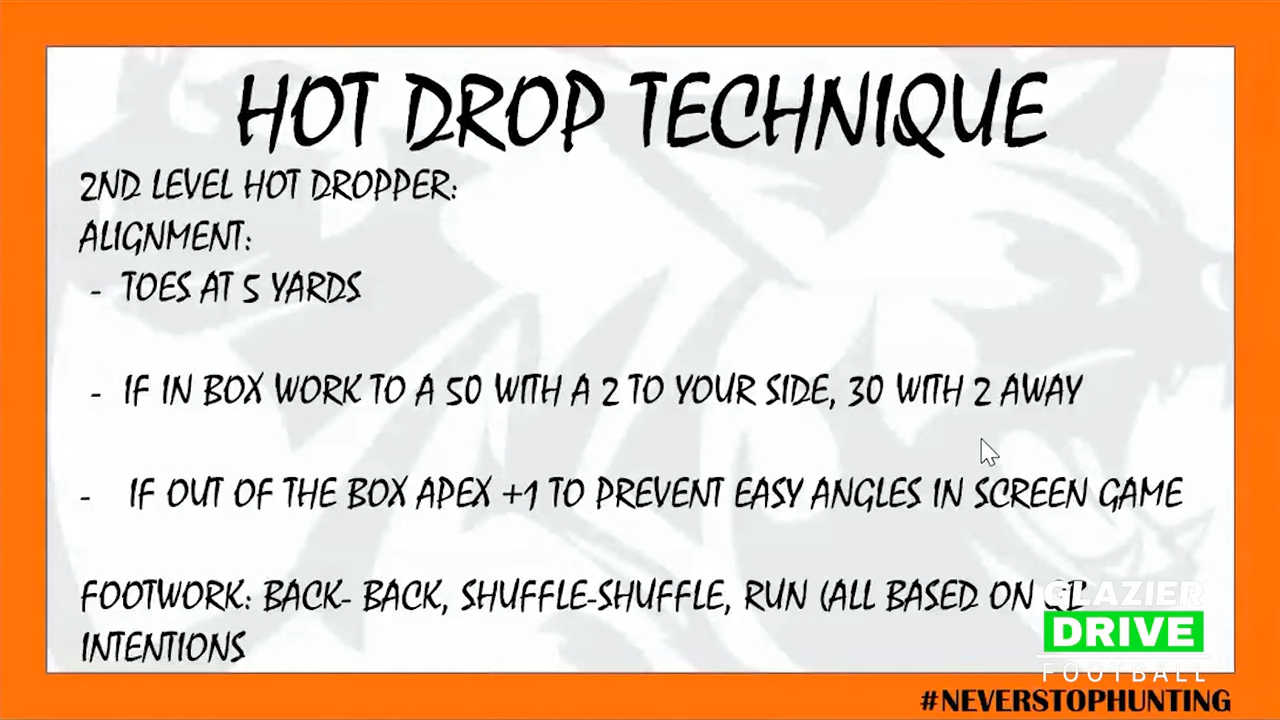 HOT DROP TECHNIQUE
2ND LEVEL HOT DROPPER:
ALIGNMENT:
- TOES AT 5 YARDS
- IF IN BOX WORK TO A 50 WITH A 2 TO YOUR SIDE, 30 WITH 2 AWAY
- IF OUT OF THE BOX APEX +1 TO PREVENT EASY ANGLES IN SCREEN GAME
FOOTWORK: BACK- BACK, SHUFFLE-SHUFFLE, RUN (ALL BASED ON
INTENTIONS
GLAZIER
DRIVE
FOOTBALL
#NEVERSTOPHUNTING